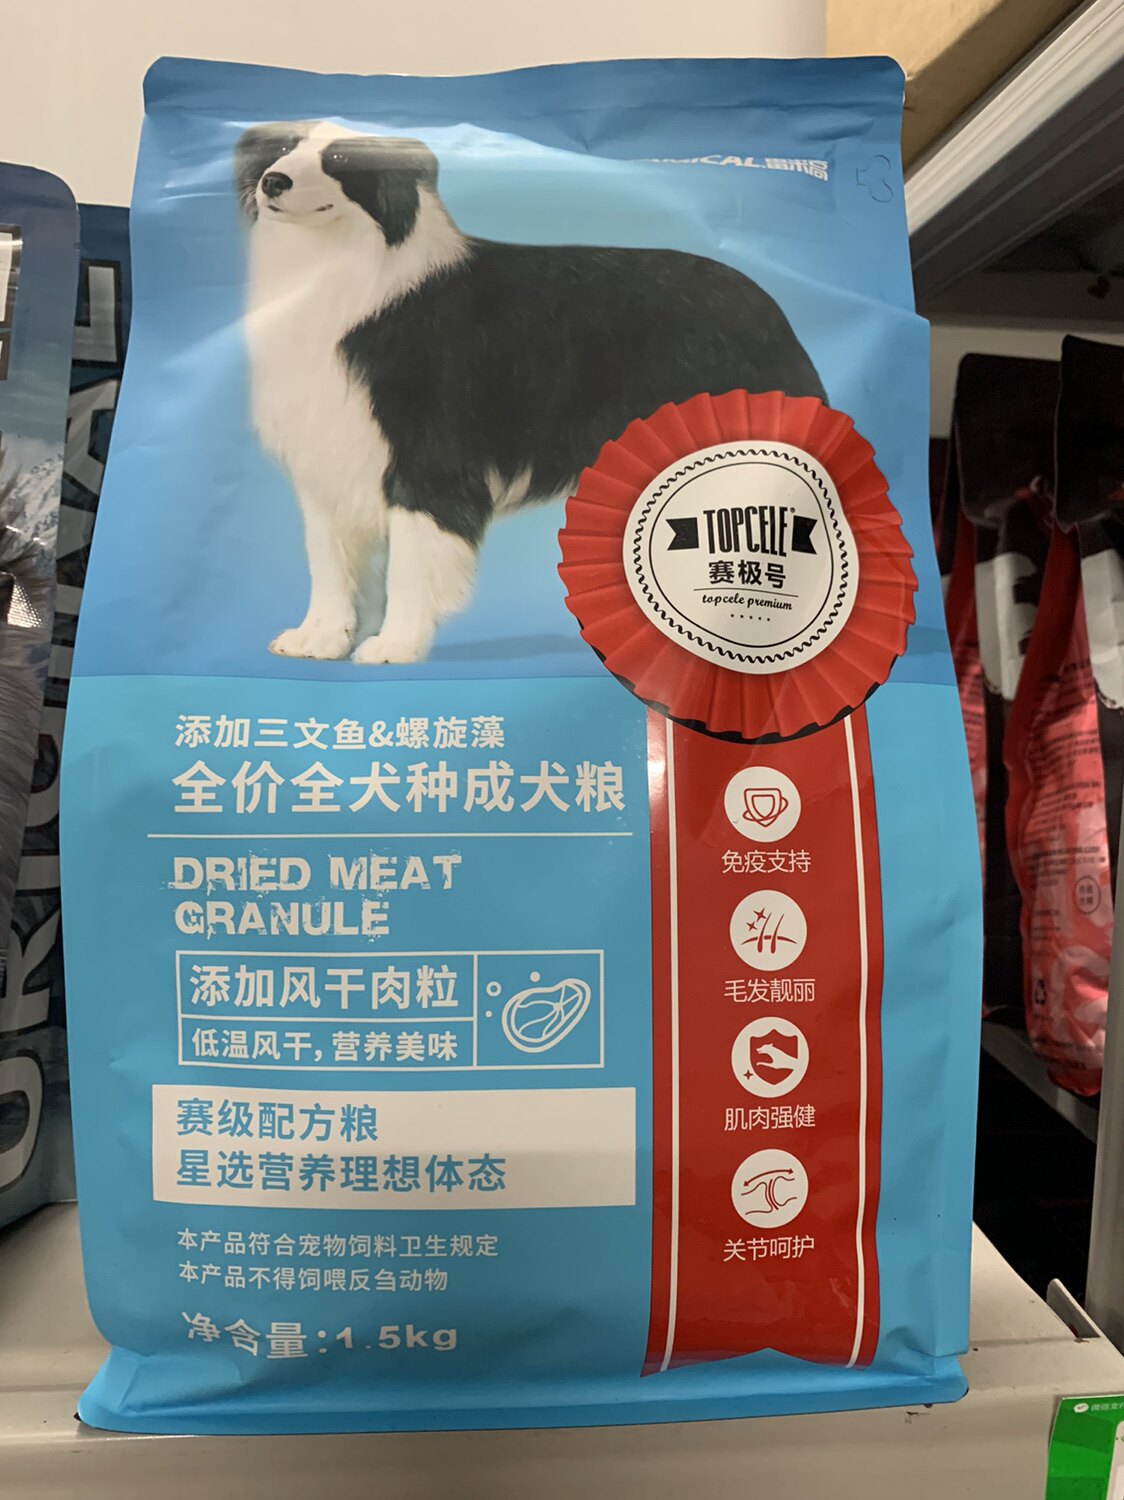 TOPCELE
赛极号
topcele premium
添加三文鱼&螺旋藻
全价全犬种成犬粮
DRIED MEAT
GRANULE
添加风干肉粒
低温风干,营养美味
赛级配方粮
星选营养理想体态
本产品符合宠物饲料卫生规定
本产品不得饲喂反刍动物
净含量:1.5kg
免疫支持
毛发靓丽
肌肉强健
关节呵护